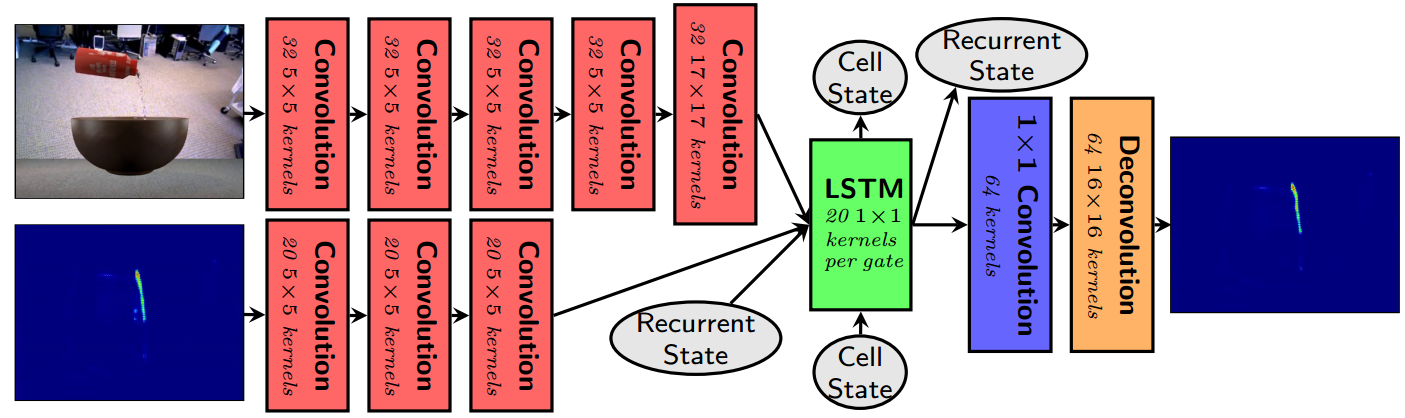 Convolution
32 5×5 kernels
Convolution
32 5×5 kernels
Convolution
32 5×5 kernels
Convolution
32 5×5 kernels
Convolution
32 17×17 kernels
Convolution
20 5×5 kernels
Convolution
20 5×5 kernels
Convolution
20 5×5 kernels
Recurrent
State
Cell
State
LSTM
20 1×1
kernels
per gate
Cell
State
Recurrent
State
1×1 Convolution
64 kernels
Deconvolution
64 16×16 kernels